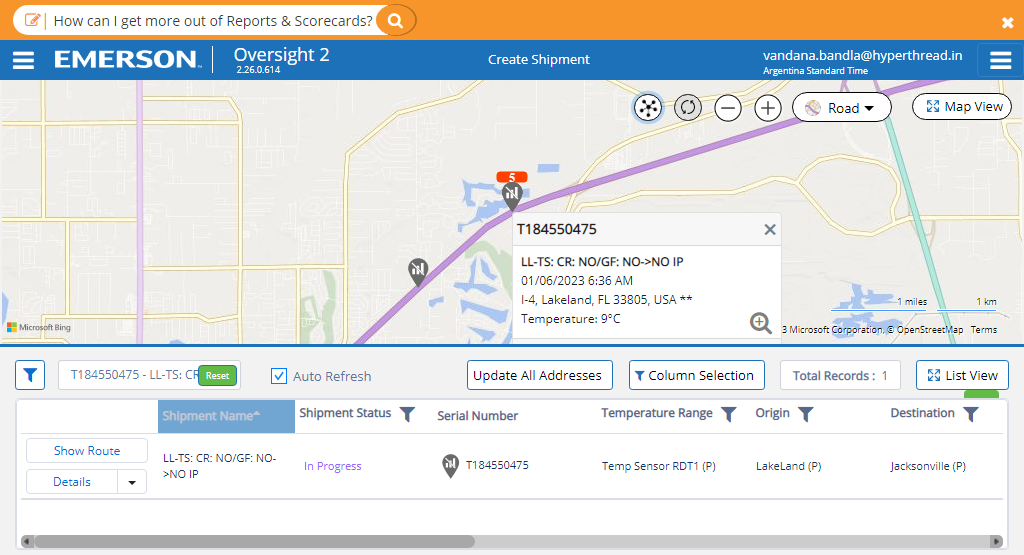 How can I get more out of Reports & Scorecards?
EMERSON
Oversight 2
2.26.0.614
Create Shipment
vandana.bandla@hyperthread.in
Argentina Standard Time
Road
Map View
5
T184550475
LL-TS: CR: NO/GF: NO->NO IP
01/06/2023 6:36 AM
I-4, Lakeland, FL 33805, USA **
Temperature: 9°C
1 miles
1 km
Microsoft Bing
3 Microsoft Corporation, © OpenStreetMap Terms
T184550475 - LL-TS: CR
Reset
Auto Refresh
Update All Addresses
Column Selection
Total Records : 1
List View
Shipment Name
Shipment Status
Serial Number
Temperature Range
Origin
Destination
Show Route
Details
LL-TS: CR: NO/GF: NO-
>NO IP
In Progress
T184550475
Temp Sensor RDT1 (P)
LakeLand (P)
Jacksonville (P)